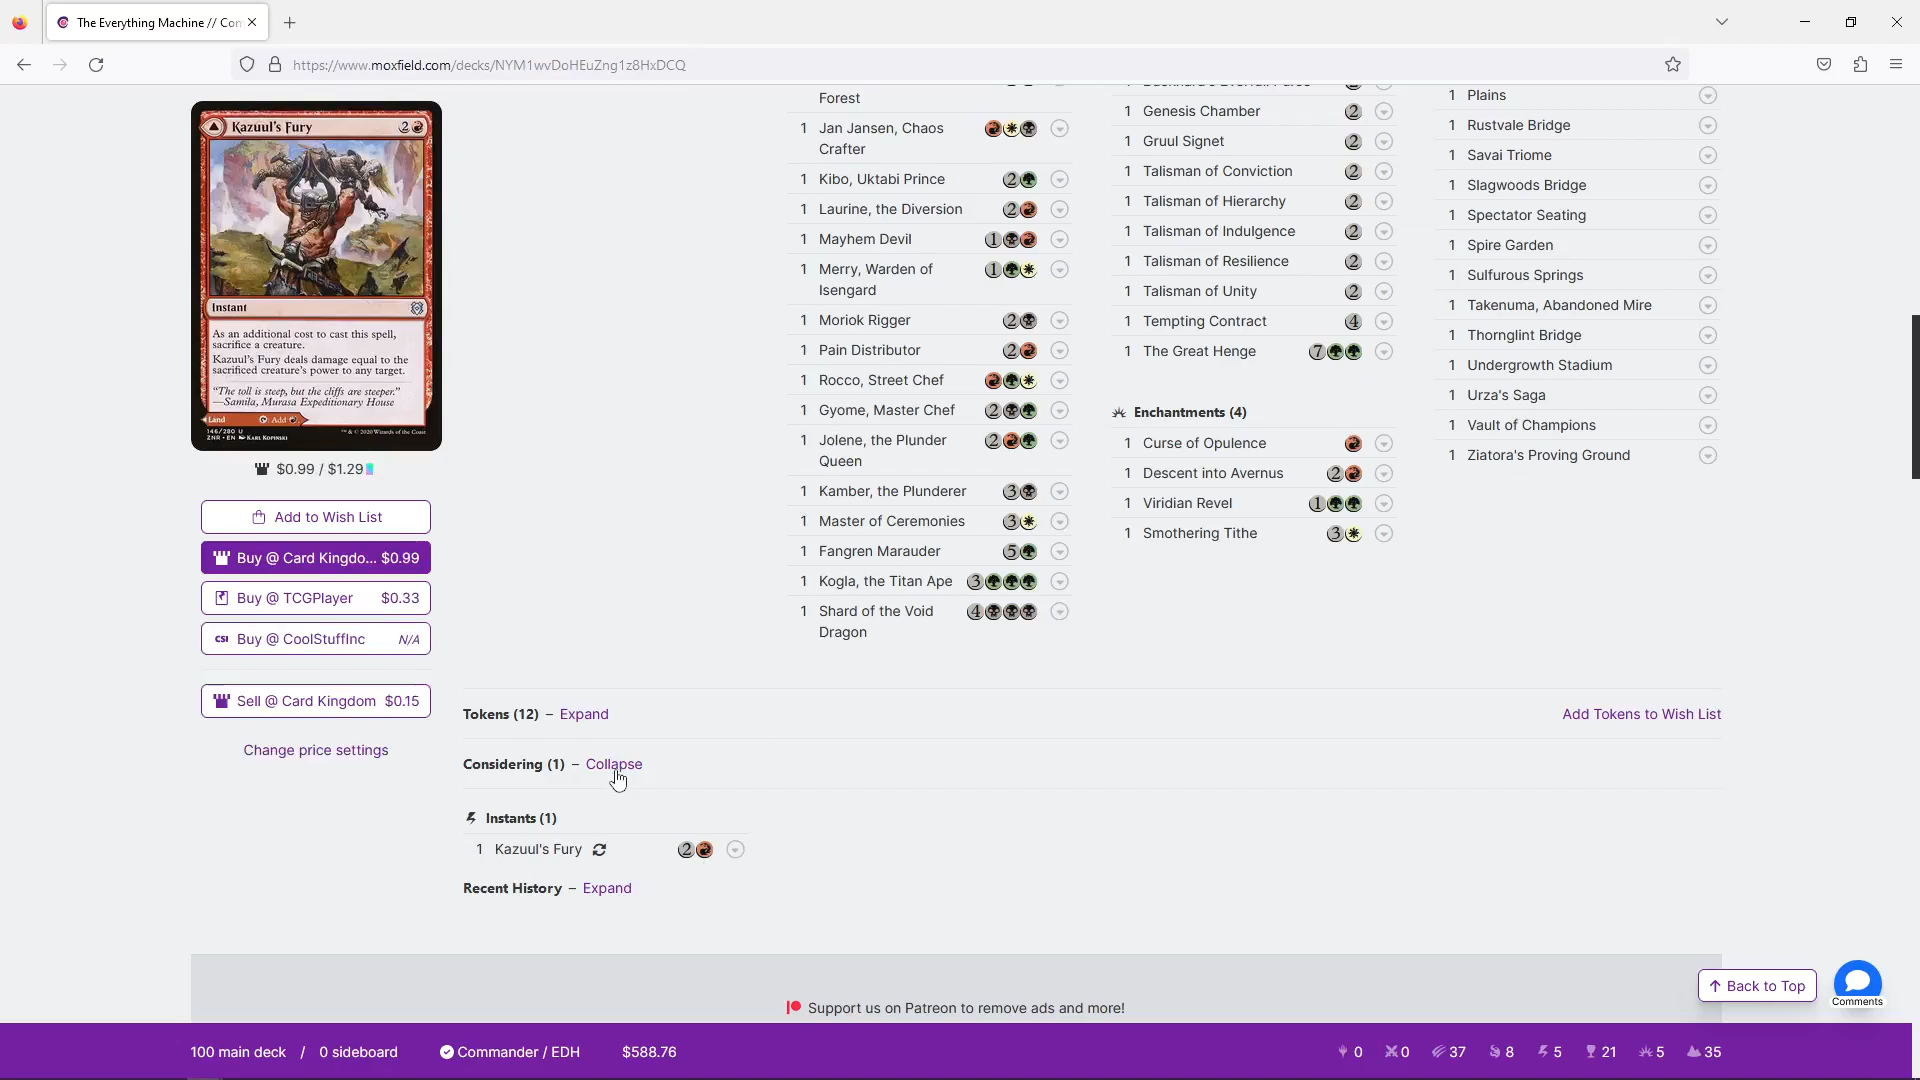 The Everything Machine // Con
https://www.moxfield.com/decks/NYM1wvDoHEuZng1z8HxDCQ
Kazuul's Fury 2
Instant
As an additional cost to cast this spell,
sacrifice a creature.
Kazuul's Fury deals damage equal to the
sacrificed creature's power to any target.
"The toll is steep, but the cliffs are steeper."
—Samila, Murasa Expeditionary House
Land : Add
146/280 U
ZNR • EN KARL KOPINSKI ™ & © 2020 Wizards of the Coast
$0.99 / $1.29
Add to Wish List
Buy @ Card Kingdo... $0.99
Buy @ TCGPlayer $0.33
CSI Buy @ CoolStuffInc N/A
Sell @ Card Kingdom $0.15
Change price settings
Forest
1 Jan Jansen, Chaos
Crafter
1 Kibo, Uktabi Prince 2
1 Laurine, the Diversion 2
1 Mayhem Devil 1
1 Merry, Warden of 1
Isengard
1 Moriok Rigger 2
1 Pain Distributor 2
1 Rocco, Street Chef
1 Gyome, Master Chef 2
1 Jolene, the Plunder 2
Queen
1 Kamber, the Plunderer 3
1 Master of Ceremonies 3
1 Fangren Marauder 5
1 Kogla, the Titan Ape 3
1 Shard of the Void 4
Dragon
1 Genesis Chamber 2
1 Gruul Signet 2
1 Talisman of Conviction 2
1 Talisman of Hierarchy 2
1 Talisman of Indulgence 2
1 Talisman of Resilience 2
1 Talisman of Unity 2
1 Tempting Contract 4
1 The Great Henge 7
Enchantments (4)
1 Curse of Opulence
1 Descent into Avernus 2
1 Viridian Revel 1
1 Smothering Tithe 3
1 Plains
1 Rustvale Bridge
1 Savai Triome
1 Slagwoods Bridge
1 Spectator Seating
1 Spire Garden
1 Sulfurous Springs
1 Takenuma, Abandoned Mire
1 Thornglint Bridge
1 Undergrowth Stadium
1 Urza's Saga
1 Vault of Champions
1 Ziatora's Proving Ground
Tokens (12) – Expand
Add Tokens to Wish List
Considering (1) – Collapse
Instants (1)
1 Kazuul's Fury 2
Recent History – Expand
Back to Top
Comments
Support us on Patreon to remove ads and more!
100 main deck / 0 sideboard Commander / EDH $588.76
0 0 37 8 5 21 5 35